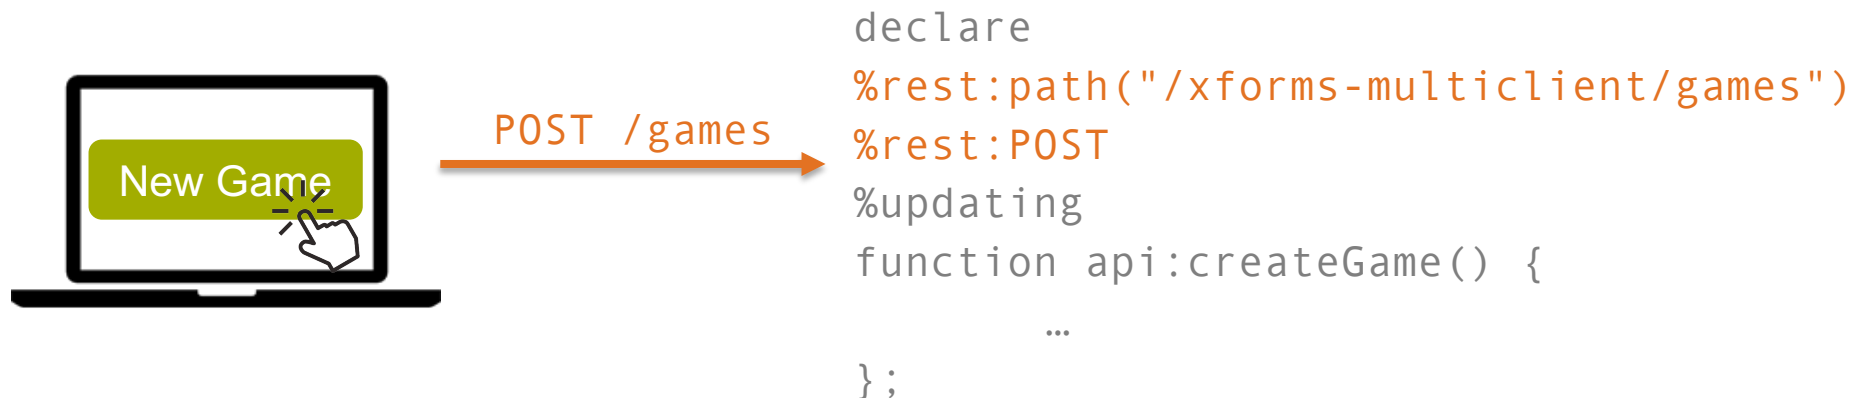 New Game
POST /games
declare
%rest:path("/xforms-multiclient/games")
%rest:POST
%updating
function api:createGame() {
…
};